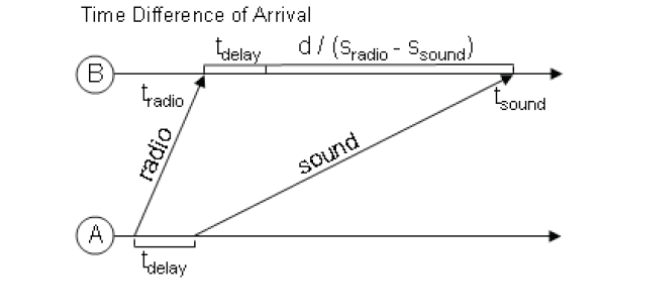 Time Difference of Arrival
t_delay d / (s_radio - s_sound)
B
t_radio
t_sound
radio
sound
A
t_delay